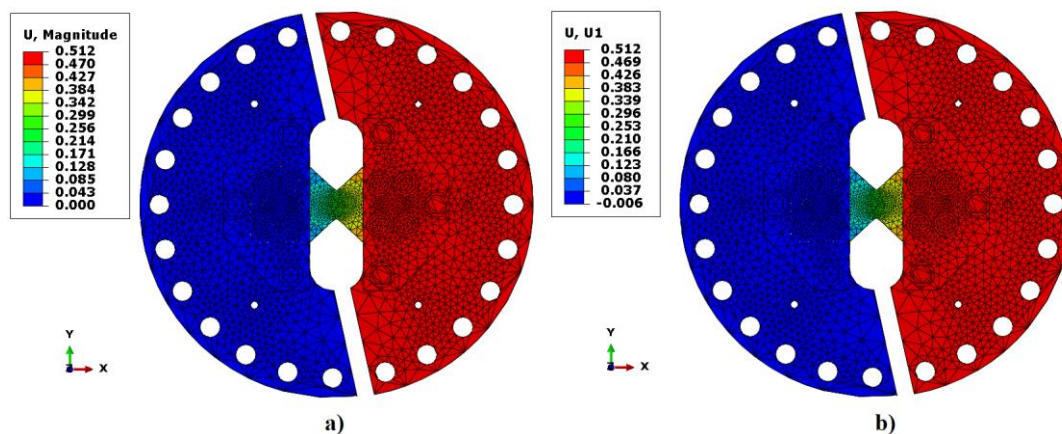 U, Magnitude
0.512
0.470
0.427
0.384
0.342
0.299
0.256
0.214
0.171
0.128
0.085
0.043
0.000
Y
X
Z
a)
U, U1
0.512
0.469
0.426
0.383
0.339
0.296
0.253
0.210
0.166
0.123
0.080
0.037
-0.006
Y
X
Z
b)